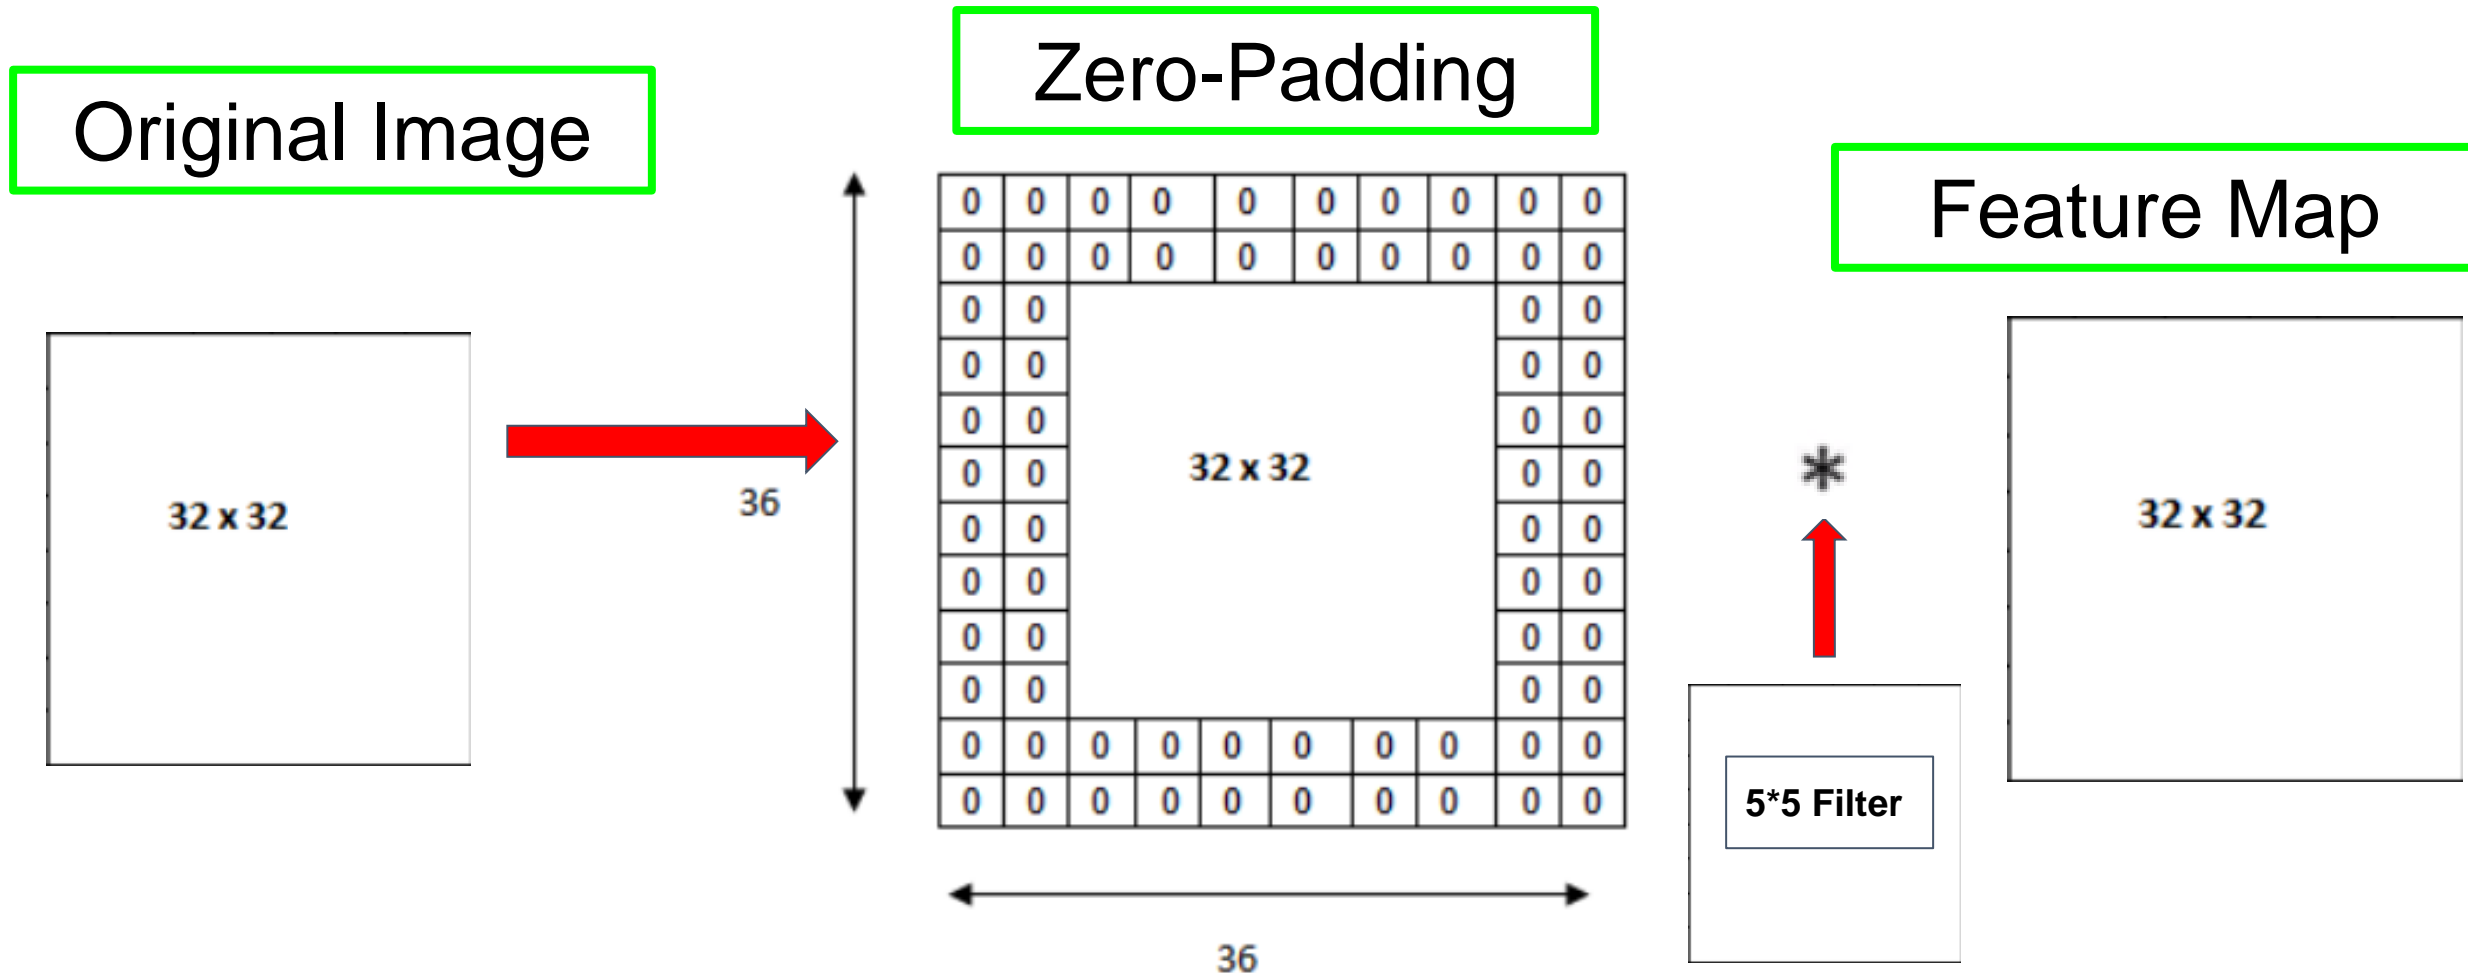 Original Image
Zero-Padding
Feature Map
0 0 0 0 0 0 0 0 0 0
0 0 0 0 0 0 0 0 0 0
0 0 0 0
0 0 0 0
0 0 0 0
0 0 32 x 32 0 0
0 0 0 0
0 0 0 0
0 0 0 0
0 0 0 0
0 0 0 0 0 0 0 0 0 0
0 0 0 0 0 0 0 0 0 0
32 x 32
36
36
*
5*5 Filter
32 x 32